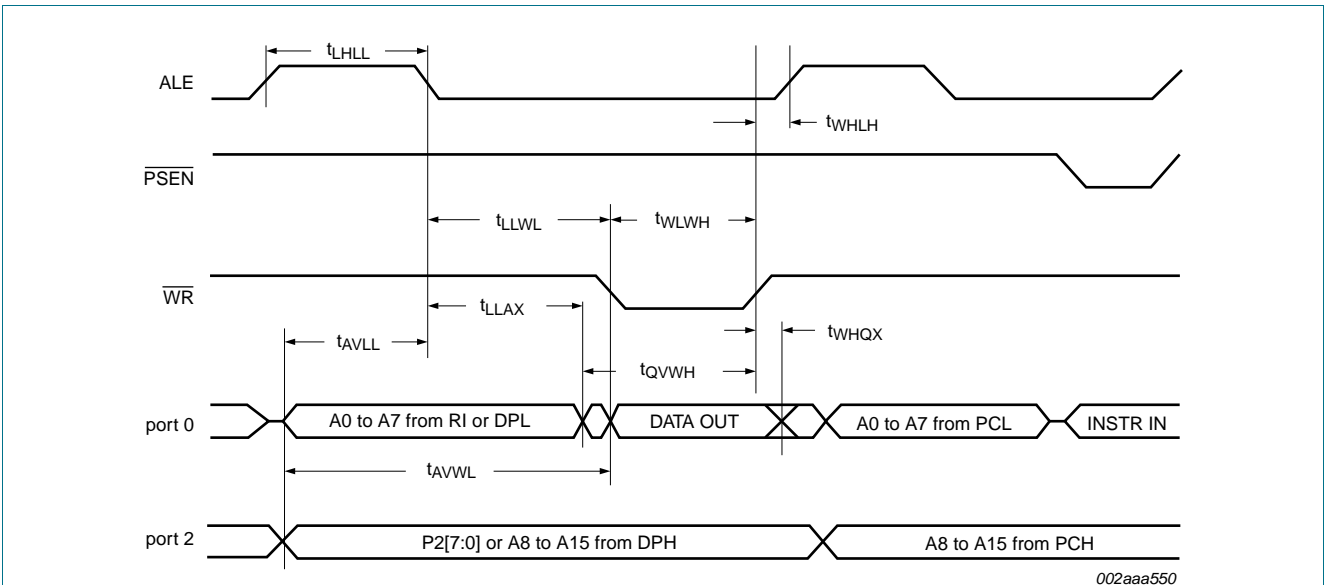 tLHLL
ALE
tWHLH
PSEN
tLLWL
tWLWH
WR
tLLAX
tWHQX
tAVLL
tQVWH
port 0
A0 to A7 from RI or DPL
DATA OUT
A0 to A7 from PCL
INSTR IN
tAVWL
port 2
P2[7:0] or A8 to A15 from DPH
A8 to A15 from PCH
002aaa550